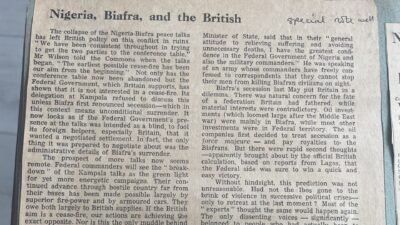 Nigeria, Biafra, and the British
special note well
The collapse of the Nigeria-Biafra peace talks
has left British policy on this conflict in ruins.
"We have been consistent throughout in trying
to get the two parties to the conference table,"
Mr Wilson told the Commons when the talks
began. "The earliest possible cease-fire has been
our aim from the beginning." Not only has the
conference table now been abandoned but the
Federal Government, which Britain supports, has
shown that it is not interested in a cease-fire. Its
delegation at Kampala refused to discuss this
unless Biafra first renounced secession—which in
this context means unconditional surrender. It
now looks as if the Federal Government's pre-
sence at the talks was intended as a blind, to fool
its foreign helpers, especially Britain, that it
wanted a negotiated settlement. In fact, the only
thing it was prepared to negotiate about was the
administrative details of Biafra's surrender.
The prospect of more talks now seems
remote. Federal commanders will see the "break-
down" of the Kampala talks as the green light
for yet more energetic campaigns. Their con-
tinued advance through hostile country far from
their bases has been made possible largely by
superior fire-power and by armoured cars. They
owe both largely to British supplies. If the British
aim is a cease-fire, our actions are achieving the
exact opposite. Nor is this the only muddle behind
Minister of State, said that in their "general
attitude to relieving suffering and avoiding
unnecessary deaths, I have the greatest confi-
dence in the Federal Government of Nigeria and
also the military commanders." He was speaking
of an army whose commanders have freely con-
fessed to correspondents that they cannot stop
their men from killing Biafran civilians on sight.
Biafra's secession last May put Britain in a
dilemma. There was natural concern for the fate
of a federation Britain had fathered, while
material interests were contradictory. Oil invest-
ments (which loomed large after the Middle East
war) were mainly in Biafra, while most other
investments were in Federal territory. The oil
companies first decided to treat secession as a
force majeure — and pay royalties to the
Biafrans. But there were rapid second thoughts
—apparently brought about by the official British
calculation, based on reports from Lagos, that
the Federal side was sure to win a quick and
easy victory.
Without hindsight, this prediction was not
unreasonable. Had not the Ibos gone to the
brink of violence in successive political crises—
only to retreat at the last moment? Most of the
"experts" thought the same would happen again.
The only dissenting voices — significantly —
belonged to people who had actually been to